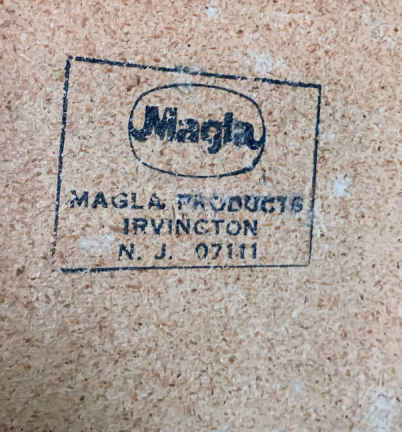 Magla
MAGLA PRODUCTS
IRVINGTON
N. J. 07111